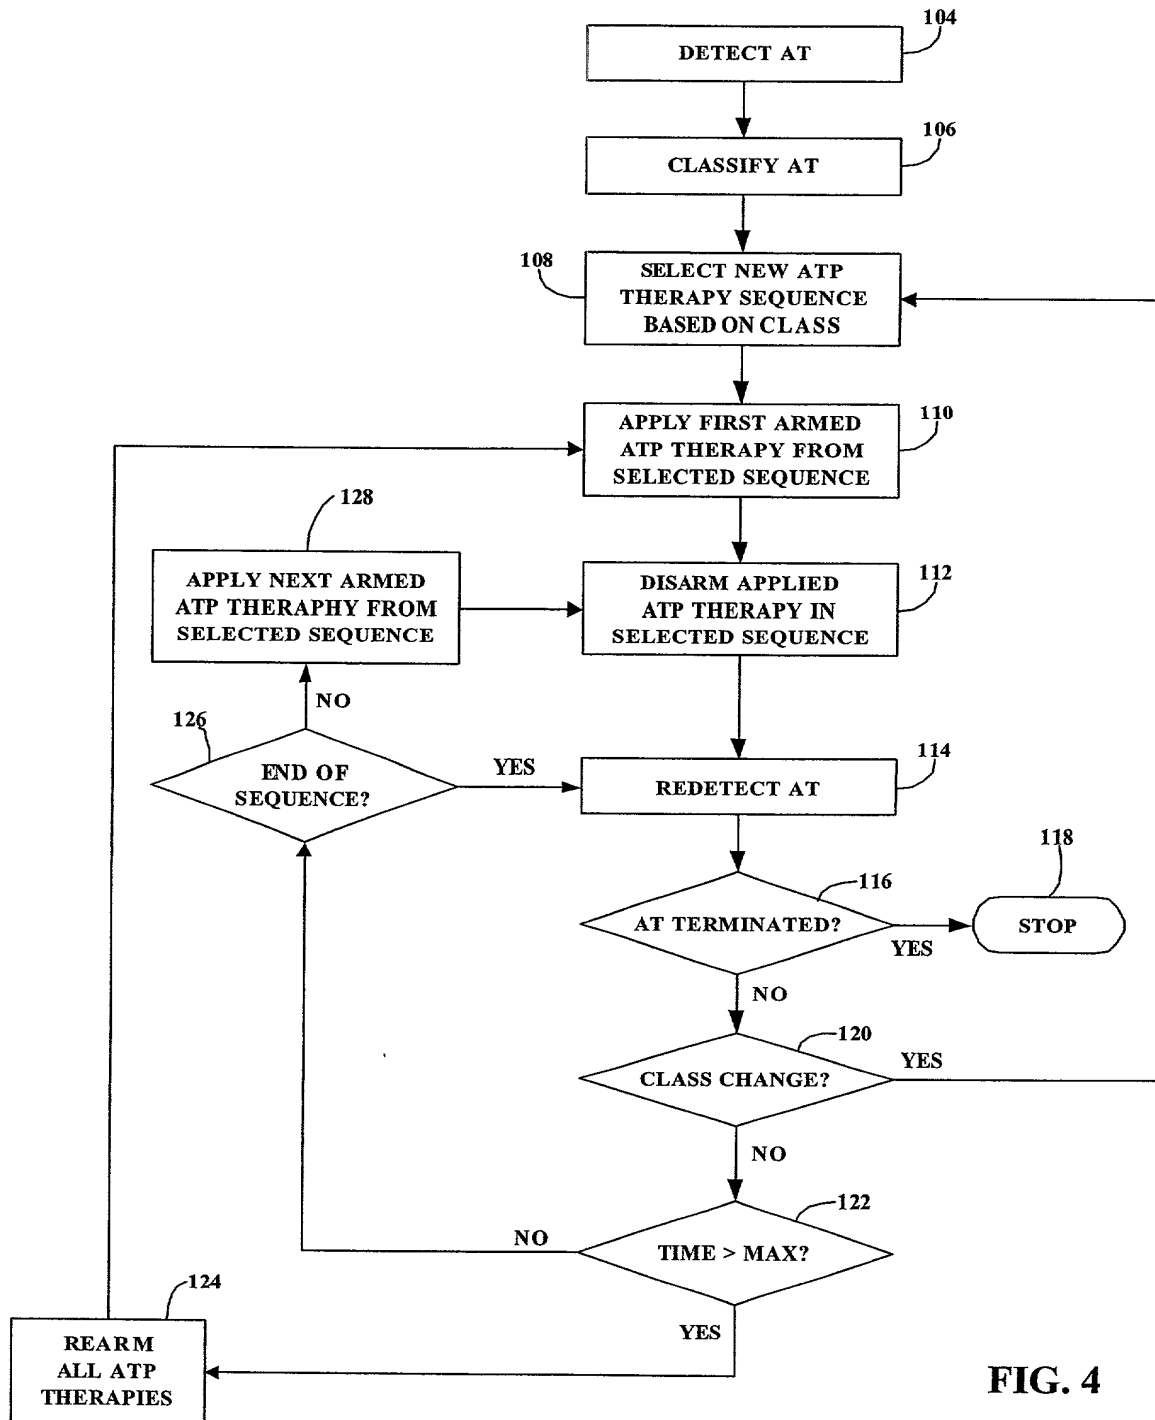 104
DETECT AT
106
CLASSIFY AT
108
SELECT NEW ATP
THERAPY SEQUENCE
BASED ON CLASS
110
APPLY FIRST ARMED
ATP THERAPY FROM
SELECTED SEQUENCE
128
APPLY NEXT ARMED
ATP THERAPHY FROM
SELECTED SEQUENCE
112
DISARM APPLIED
ATP THERAPY IN
SELECTED SEQUENCE
NO
126
END OF
SEQUENCE?
YES
114
REDETECT AT
116
AT TERMINATED?
YES
118
STOP
NO
120
CLASS CHANGE?
YES
NO
122
TIME > MAX?
NO
YES
124
REARM
ALL ATP
THERAPIES
FIG. 4